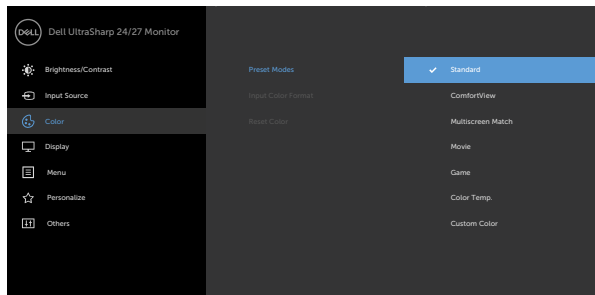 DELL
Dell UltraSharp 24/27 Monitor
Brightness/Contrast
Input Source
Color
Display
Menu
Personalize
Others
Preset Modes
Input Color Format
Reset Color
Standard
ComfortView
Multiscreen Match
Movie
Game
Color Temp.
Custom Color